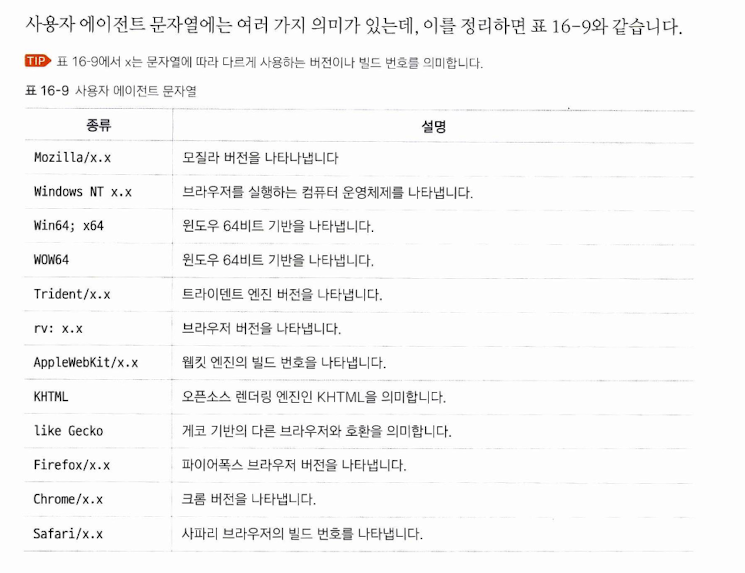 사용자 에이전트 문자열에는 여러 가지 의미가 있는데, 이를 정리하면 표 16-9와 같습니다.
TIP 표 16-9에서 x는 문자열에 따라 다르게 사용하는 버전이나 빌드 번호를 의미합니다.
표 16-9 사용자 에이전트 문자열
종류 설명
Mozilla/x.x 모질라 버전을 나타나냅니다
Windows NT x.x 브라우저를 실행하는 컴퓨터 운영체제를 나타냅니다.
Win64; x64 윈도우 64비트 기반을 나타냅니다.
WOW64 윈도우 64비트 기반을 나타냅니다.
Trident/x.x 트라이덴트 엔진 버전을 나타냅니다.
rv: x.x 브라우저 버전을 나타냅니다.
AppleWebKit/x.x 웹킷 엔진의 빌드 번호을 나타냅니다.
KHTML 오픈소스 렌더링 엔진인 KHTML을 의미합니다.
like Gecko 게코 기반의 다른 브라우저와 호환을 의미합니다.
Firefox/x.x 파이어폭스 브라우저 버전을 나타냅니다.
Chrome/x.x 크롬 버전을 나타냅니다.
Safari/x.x 사파리 브라우저의 빌드 번호를 나타냅니다.